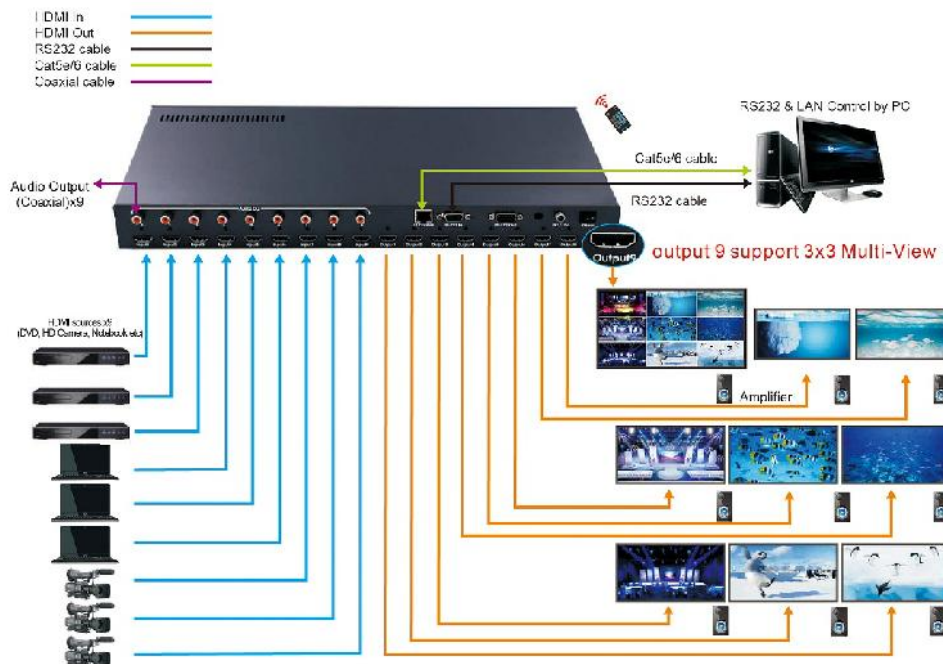 HDMI In
HDMI Out
RS232 cable
Cat5e/6 cable
Coaxial cable
RS232 & LAN Control by PC
Cat5e/6 cable
RS232 cable
Audio Output
(Coaxial)x9
Output9
output 9 support 3x3 Multi-View
HDMI sources x9
(DVD, HD Camera, Notebook etc)
Amplifier